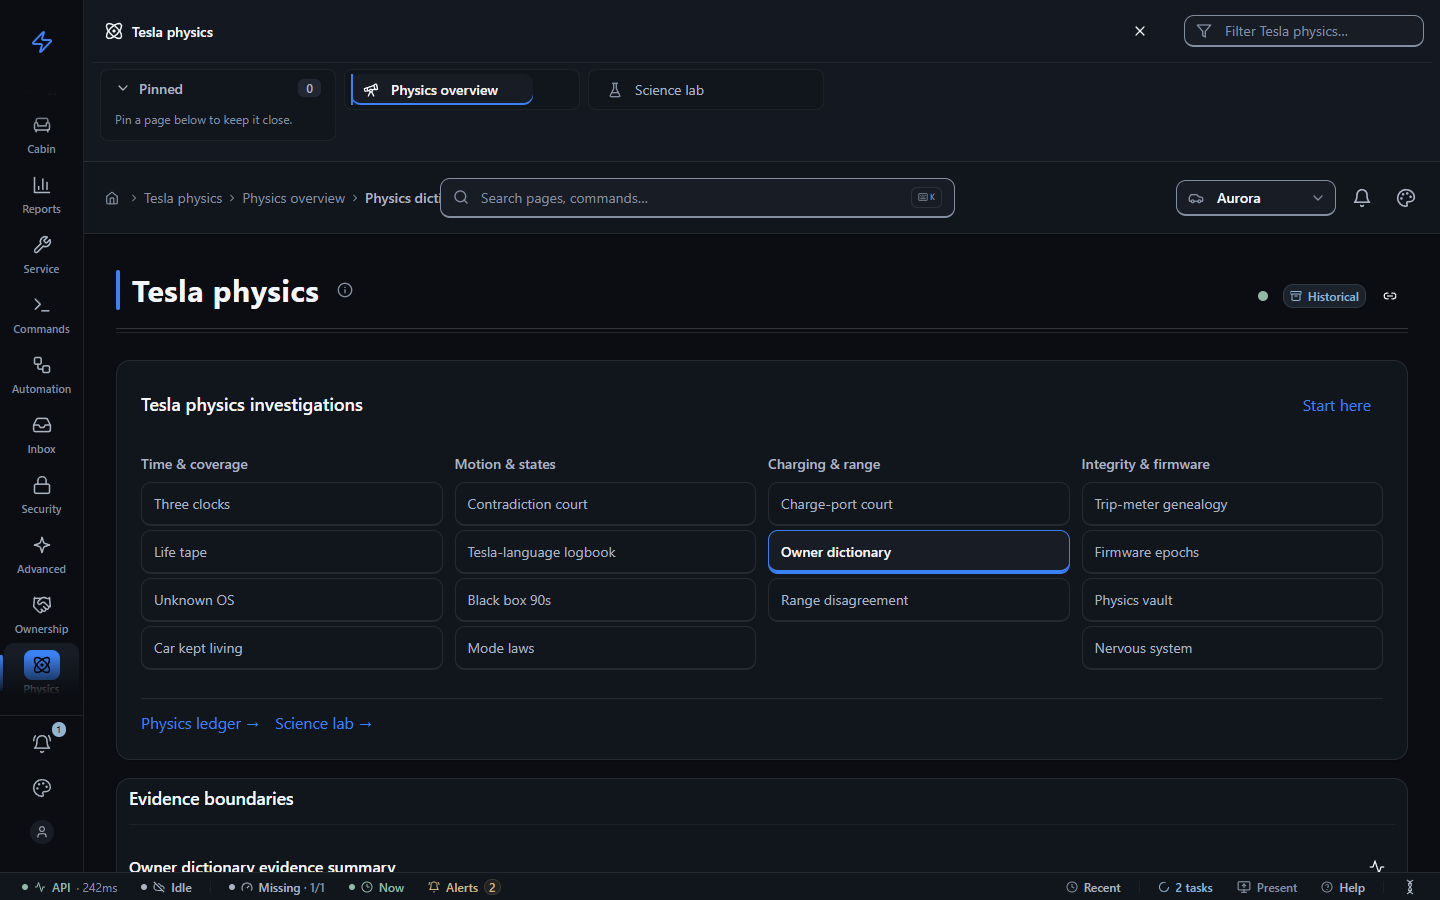 Tesla physics
Filter Tesla physics...
Pinned
0
Pin a page below to keep it close.
Physics overview
Science lab
Tesla physics
Physics overview
Physics dicti
Search pages, commands...
K
Aurora
Cabin
Reports
Service
Commands
Automation
Inbox
Security
Advanced
Ownership
Physics
1
Tesla physics
Historical
Tesla physics investigations
Start here
Time & coverage
Three clocks
Life tape
Unknown OS
Car kept living
Motion & states
Contradiction court
Tesla-language logbook
Black box 90s
Mode laws
Charging & range
Charge-port court
Owner dictionary
Range disagreement
Integrity & firmware
Trip-meter genealogy
Firmware epochs
Physics vault
Nervous system
Physics ledger →
Science lab →
Evidence boundaries
Owner dictionary evidence summary
API · 242ms
Idle
Missing · 1/1
Now
Alerts 2
Recent
2 tasks
Present
Help